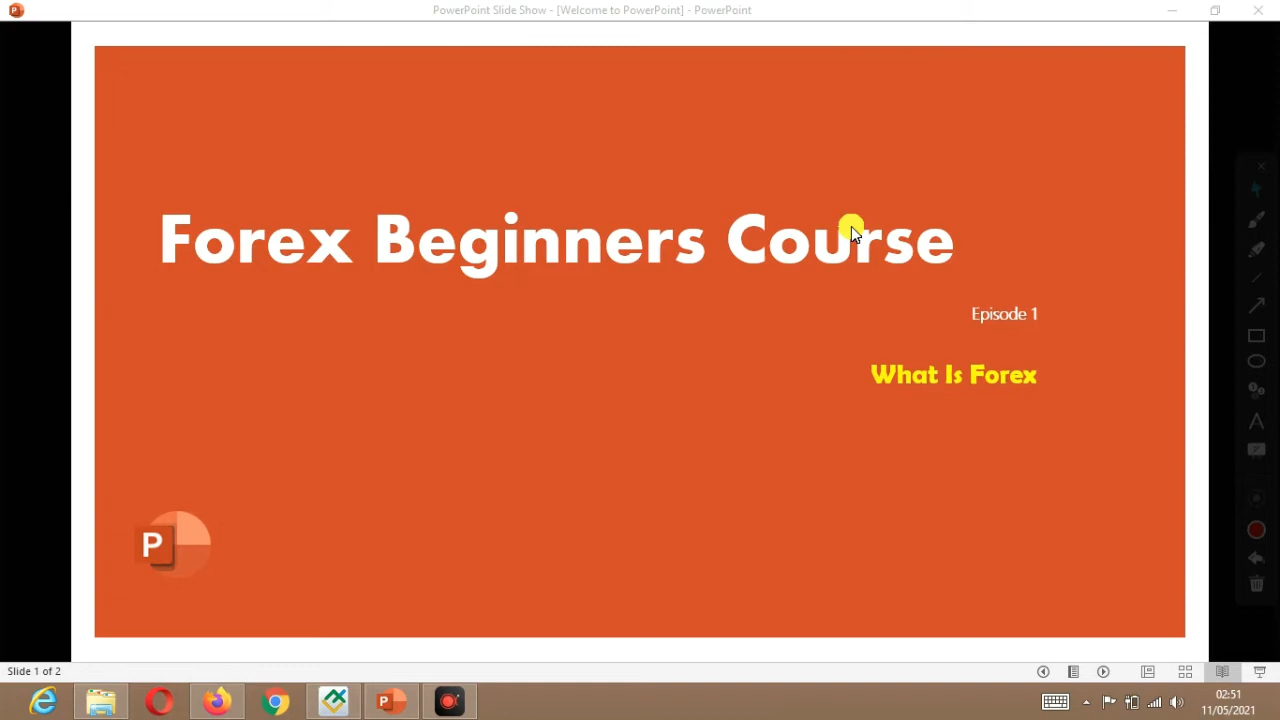 PowerPoint Slide Show - [Welcome to PowerPoint] - PowerPoint
Forex Beginners Course
Episode 1
What Is Forex
P
Slide 1 of 2
P
02:51
11/05/2021